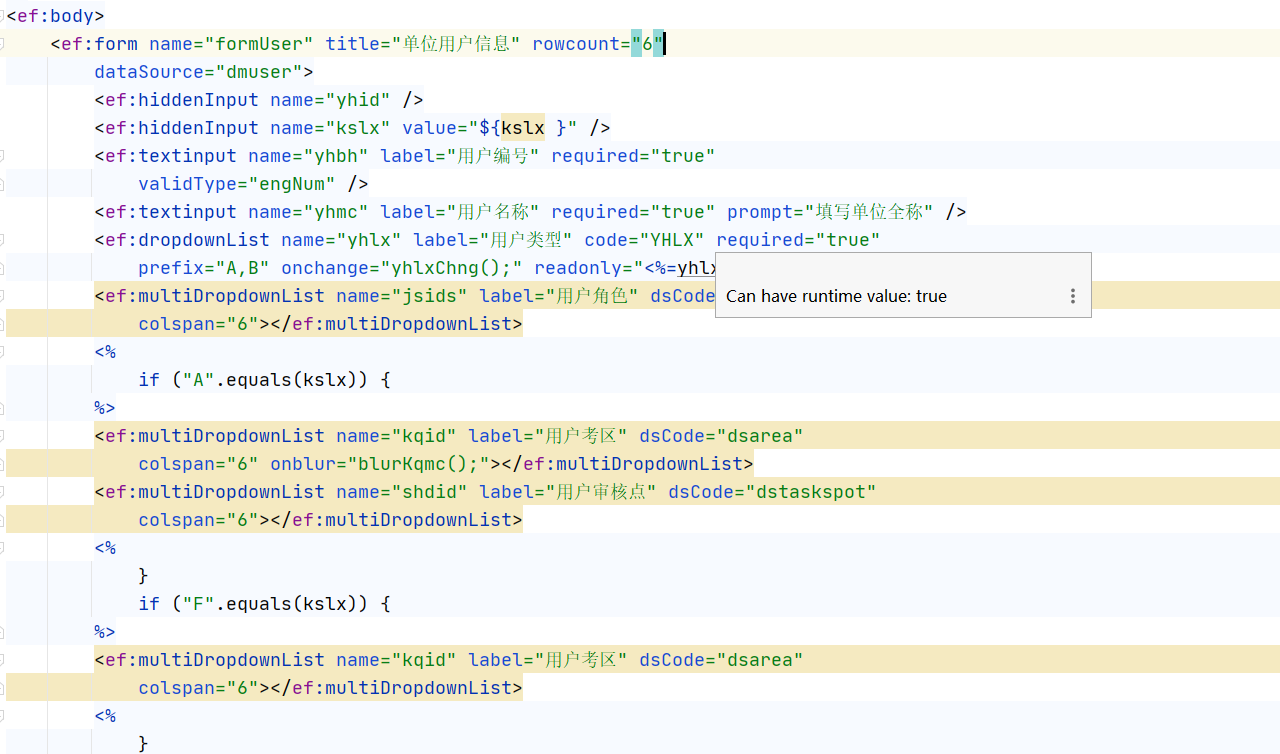 <ef:body>
<ef:form name="formUser" title="单位用户信息" rowcount="6"
dataSource="dmuser">
<ef:hiddenInput name="yhid" />
<ef:hiddenInput name="kslx" value="${kslx }" />
<ef:textinput name="yhbh" label="用户编号" required="true"
validType="engNum" />
<ef:textinput name="yhmc" label="用户名称" required="true" prompt="填写单位全称" />
<ef:dropdownList name="yhlx" label="用户类型" code="YHLX" required="true"
prefix="A,B" onchange="yhlxChng();" readonly="<%=yhlx
Can have runtime value: true
<ef:multiDropdownList name="jsids" label="用户角色" dsCode
colspan="6"></ef:multiDropdownList>
<%
if ("A".equals(kslx)) {
%>
<ef:multiDropdownList name="kqid" label="用户考区" dsCode="dsarea"
colspan="6" onblur="blurKqmc();"></ef:multiDropdownList>
<ef:multiDropdownList name="shdid" label="用户审核点" dsCode="dstaskspot"
colspan="6"></ef:multiDropdownList>
<%
}
if ("F".equals(kslx)) {
%>
<ef:multiDropdownList name="kqid" label="用户考区" dsCode="dsarea"
colspan="6"></ef:multiDropdownList>
<%
}